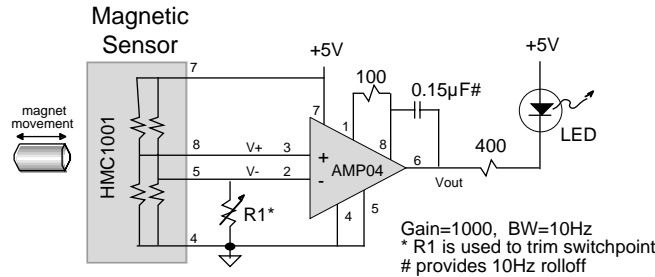 Magnetic
Sensor
+5V
+5V
7
100
0.15µF#
magnet
movement
HMC1001
7
1
8
LED
8
V+
3
+
AMP04
6
400
5
V-
2
-
Vout
R1*
4
5
4
Gain=1000, BW=10Hz
* R1 is used to trim switchpoint
# provides 10Hz rolloff